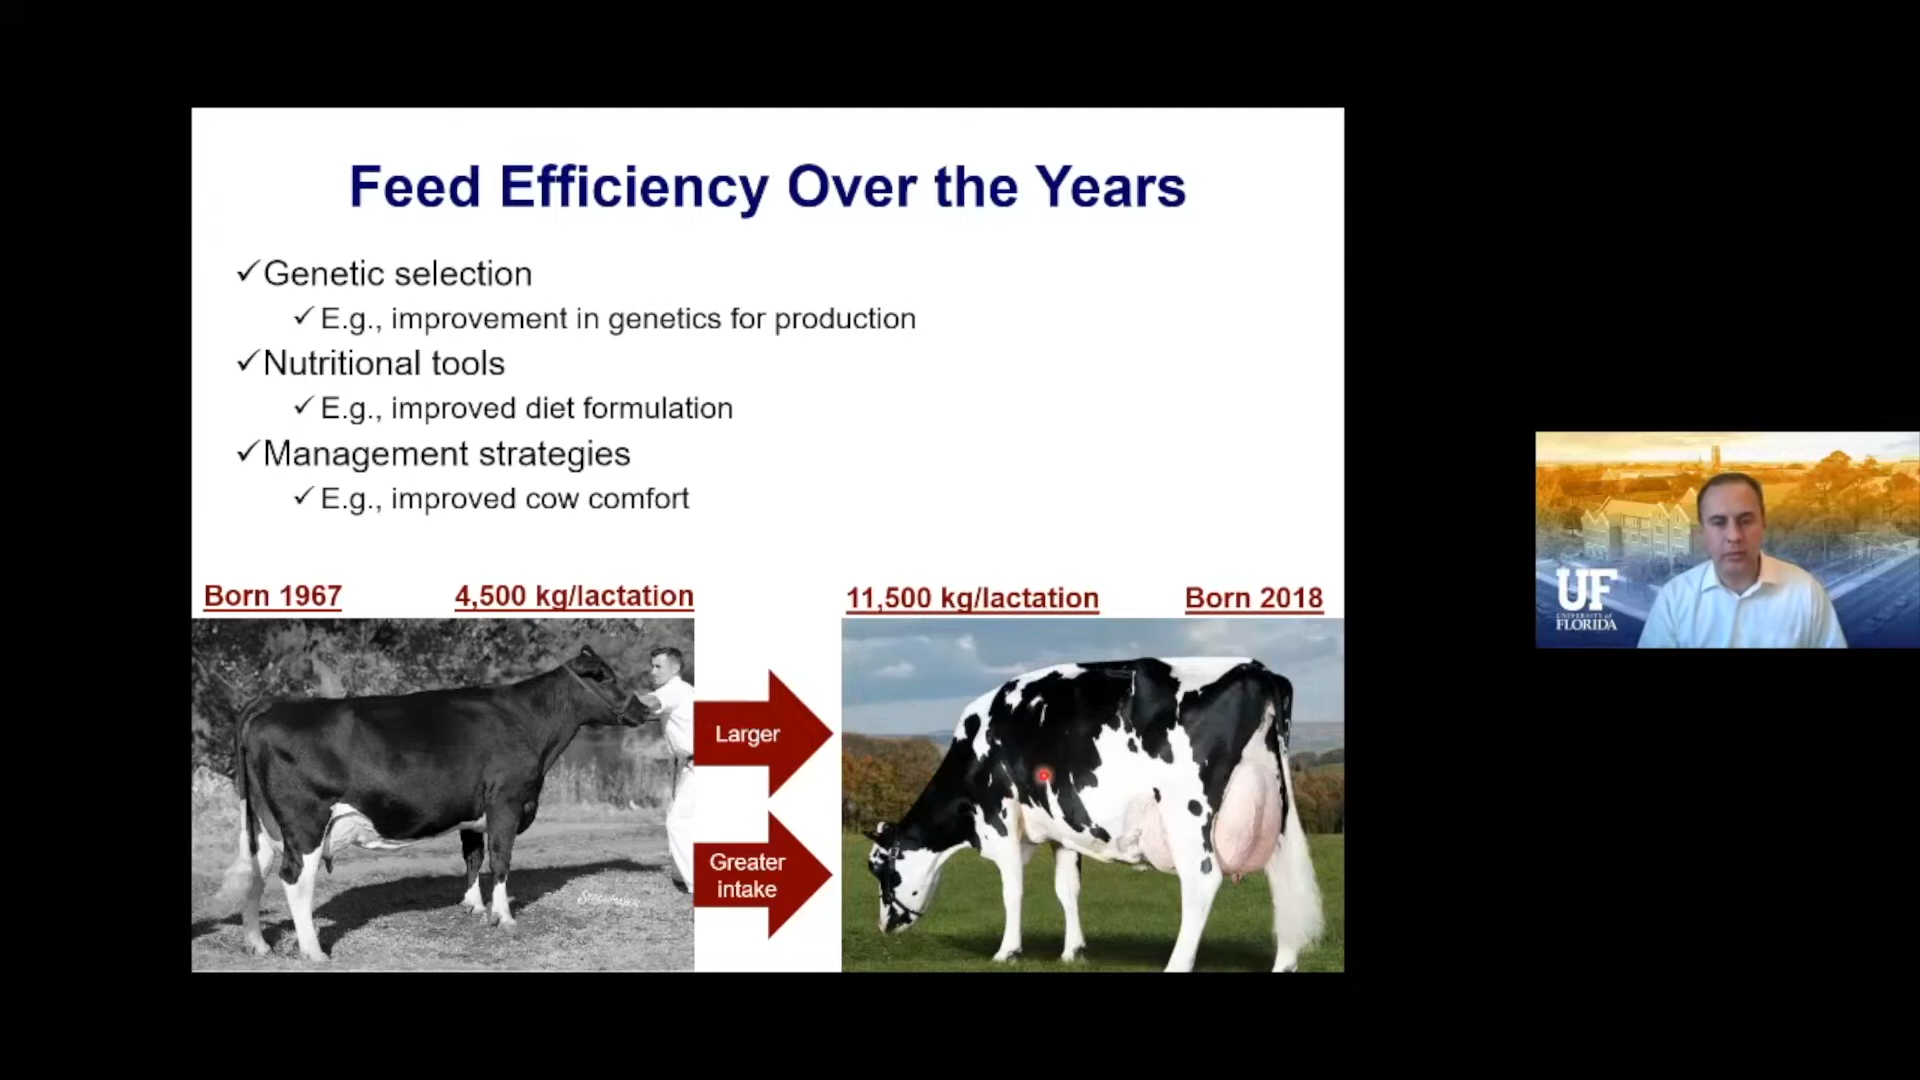 Feed Efficiency Over the Years
✓Genetic selection
✓E.g., improvement in genetics for production
✓Nutritional tools
✓E.g., improved diet formulation
✓Management strategies
✓E.g., improved cow comfort
Born 1967 4,500 kg/lactation
11,500 kg/lactation Born 2018
Larger
Greater
intake
UF
UNIVERSITY of
FLORIDA